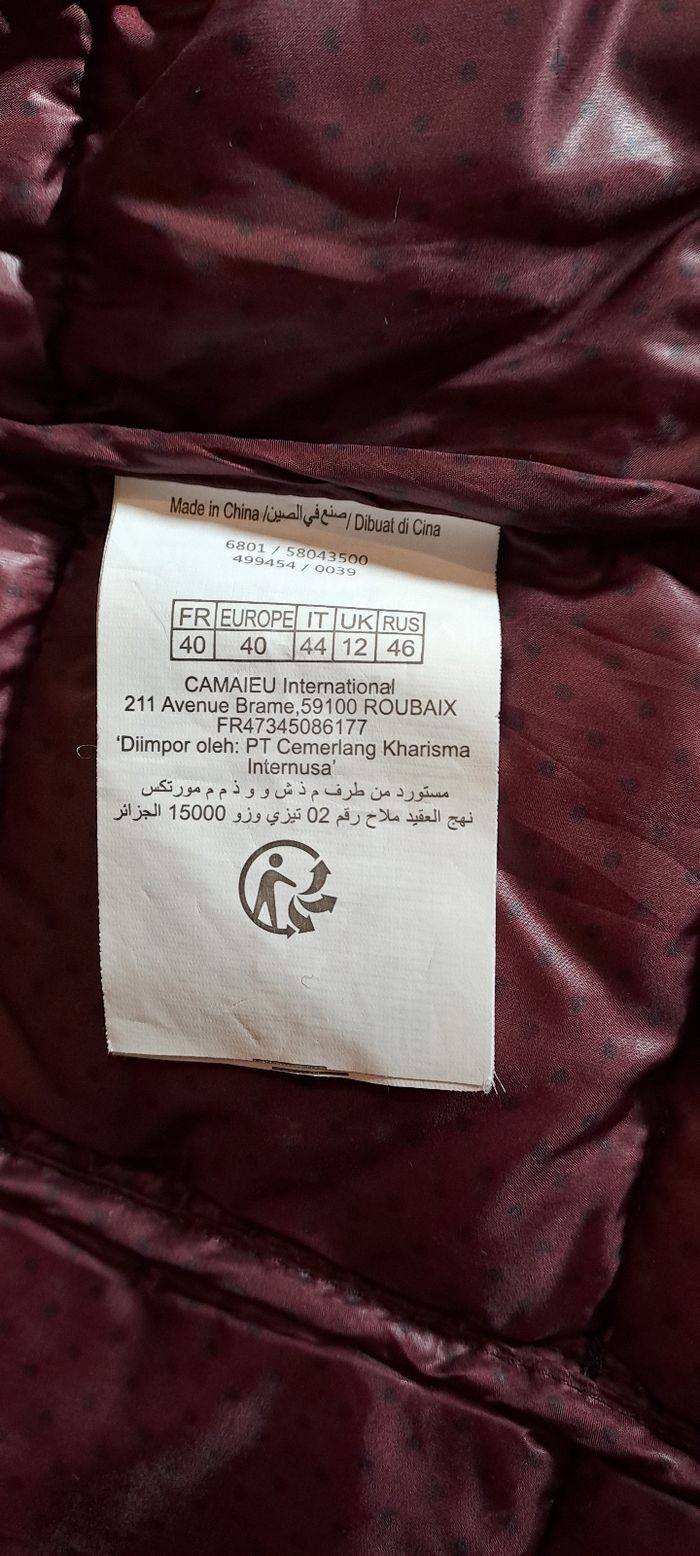 Made in China /صنع في الصين/ Dibuat di Cina
6801 / 58043500
499454 / 0039
FR EUROPE IT UK RUS
40 40 44 12 46
CAMAIEU International
211 Avenue Brame,59100 ROUBAIX
FR47345086177
‘Diimpor oleh: PT Cemerlang Kharisma
Internusa’
مستورد من طرف م ذ ش و و ذ م م مورتكس
نهج العقيد ملاح رقم 02 تيزي وزو 15000 الجزائر